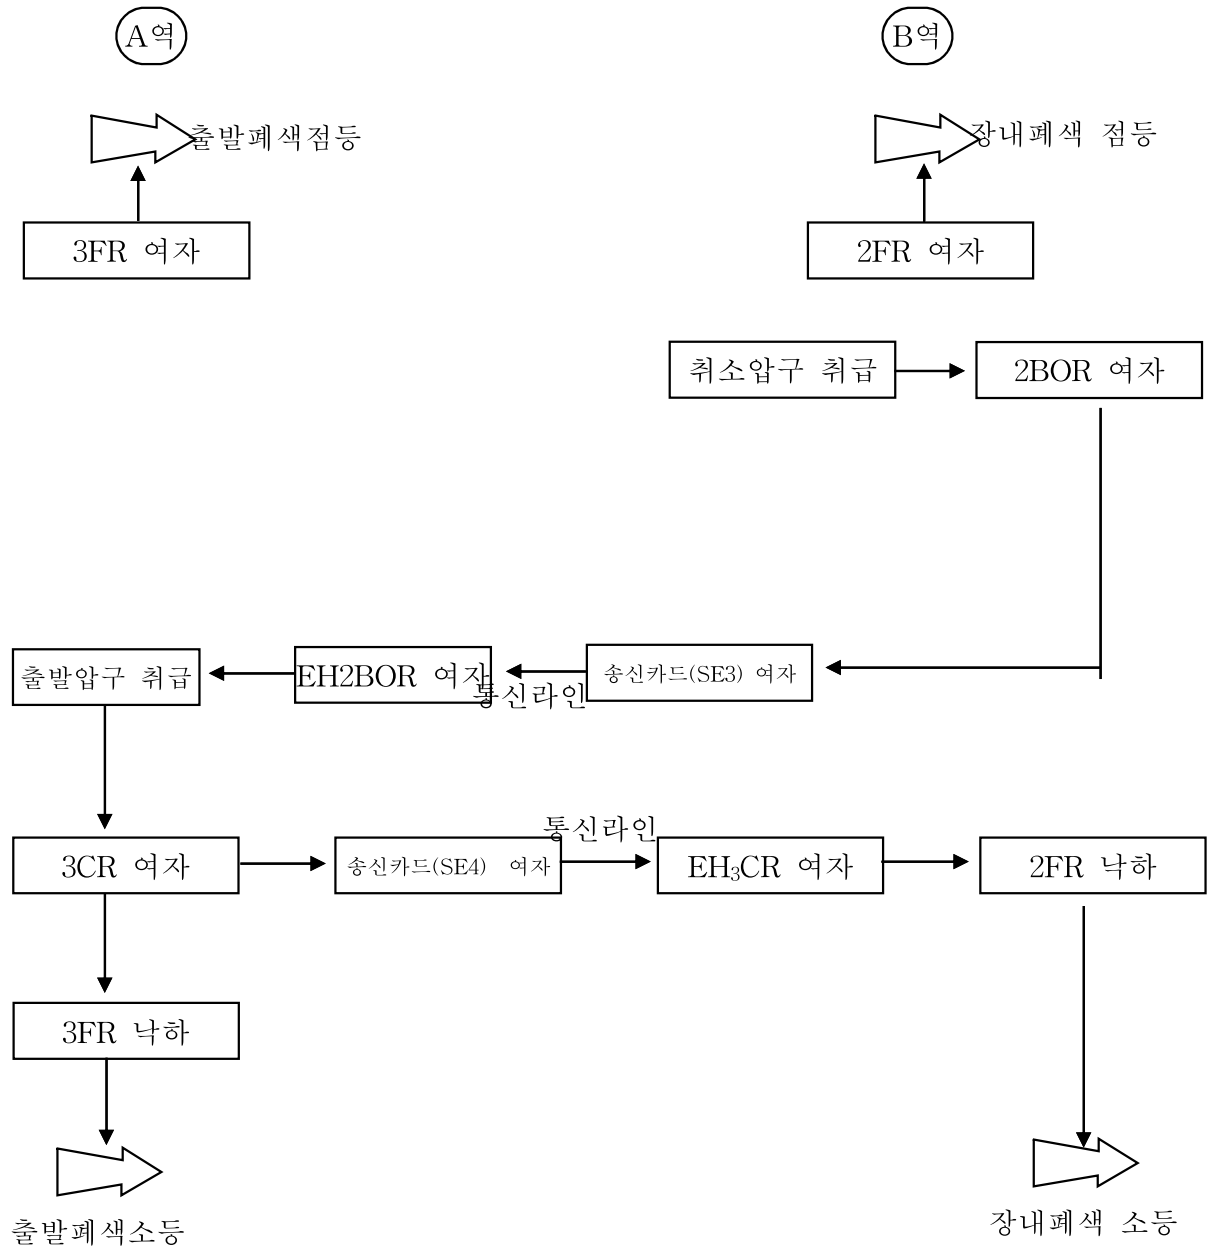 A역
B역
출발폐색점등
장내폐색 점등
3FR 여자
2FR 여자
취소압구 취급
2BOR 여자
출발압구 취급
EH2BOR 여자
통신라인
송신카드(SE3) 여자
통신라인
3CR 여자
송신카드(SE4) 여자
EH₃CR 여자
2FR 낙하
3FR 낙하
출발폐색소등
장내폐색 소등